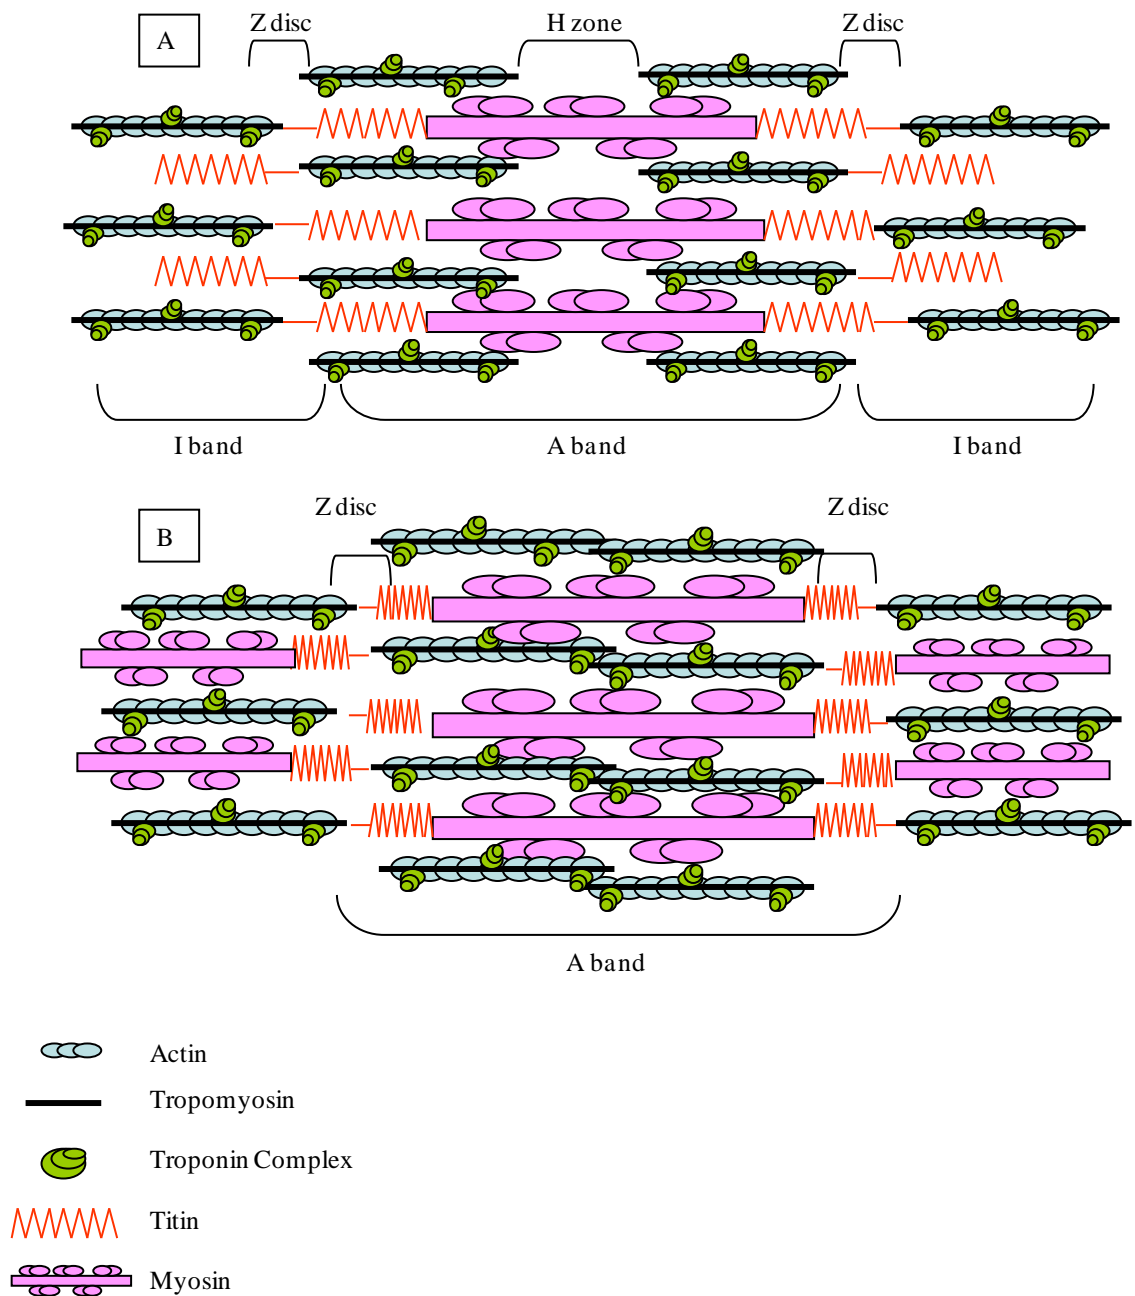 A
Z disc
H zone
Z disc
I band
A band
I band
B
Z disc
Z disc
A band
Actin
Tropomyosin
Troponin Complex
Titin
Myosin